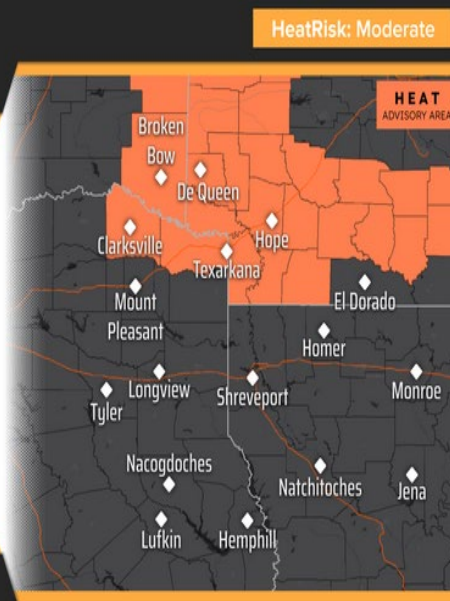 HeatRisk: Moderate
HEAT
ADVISORY AREA
Broken
Bow
De Queen
Clarksville
Hope
Texarkana
Mount
Pleasant
El Dorado
Homer
Longview
Tyler
Shreveport
Monroe
Nacogdoches
Natchitoches
Jena
Lufkin
Hemphill